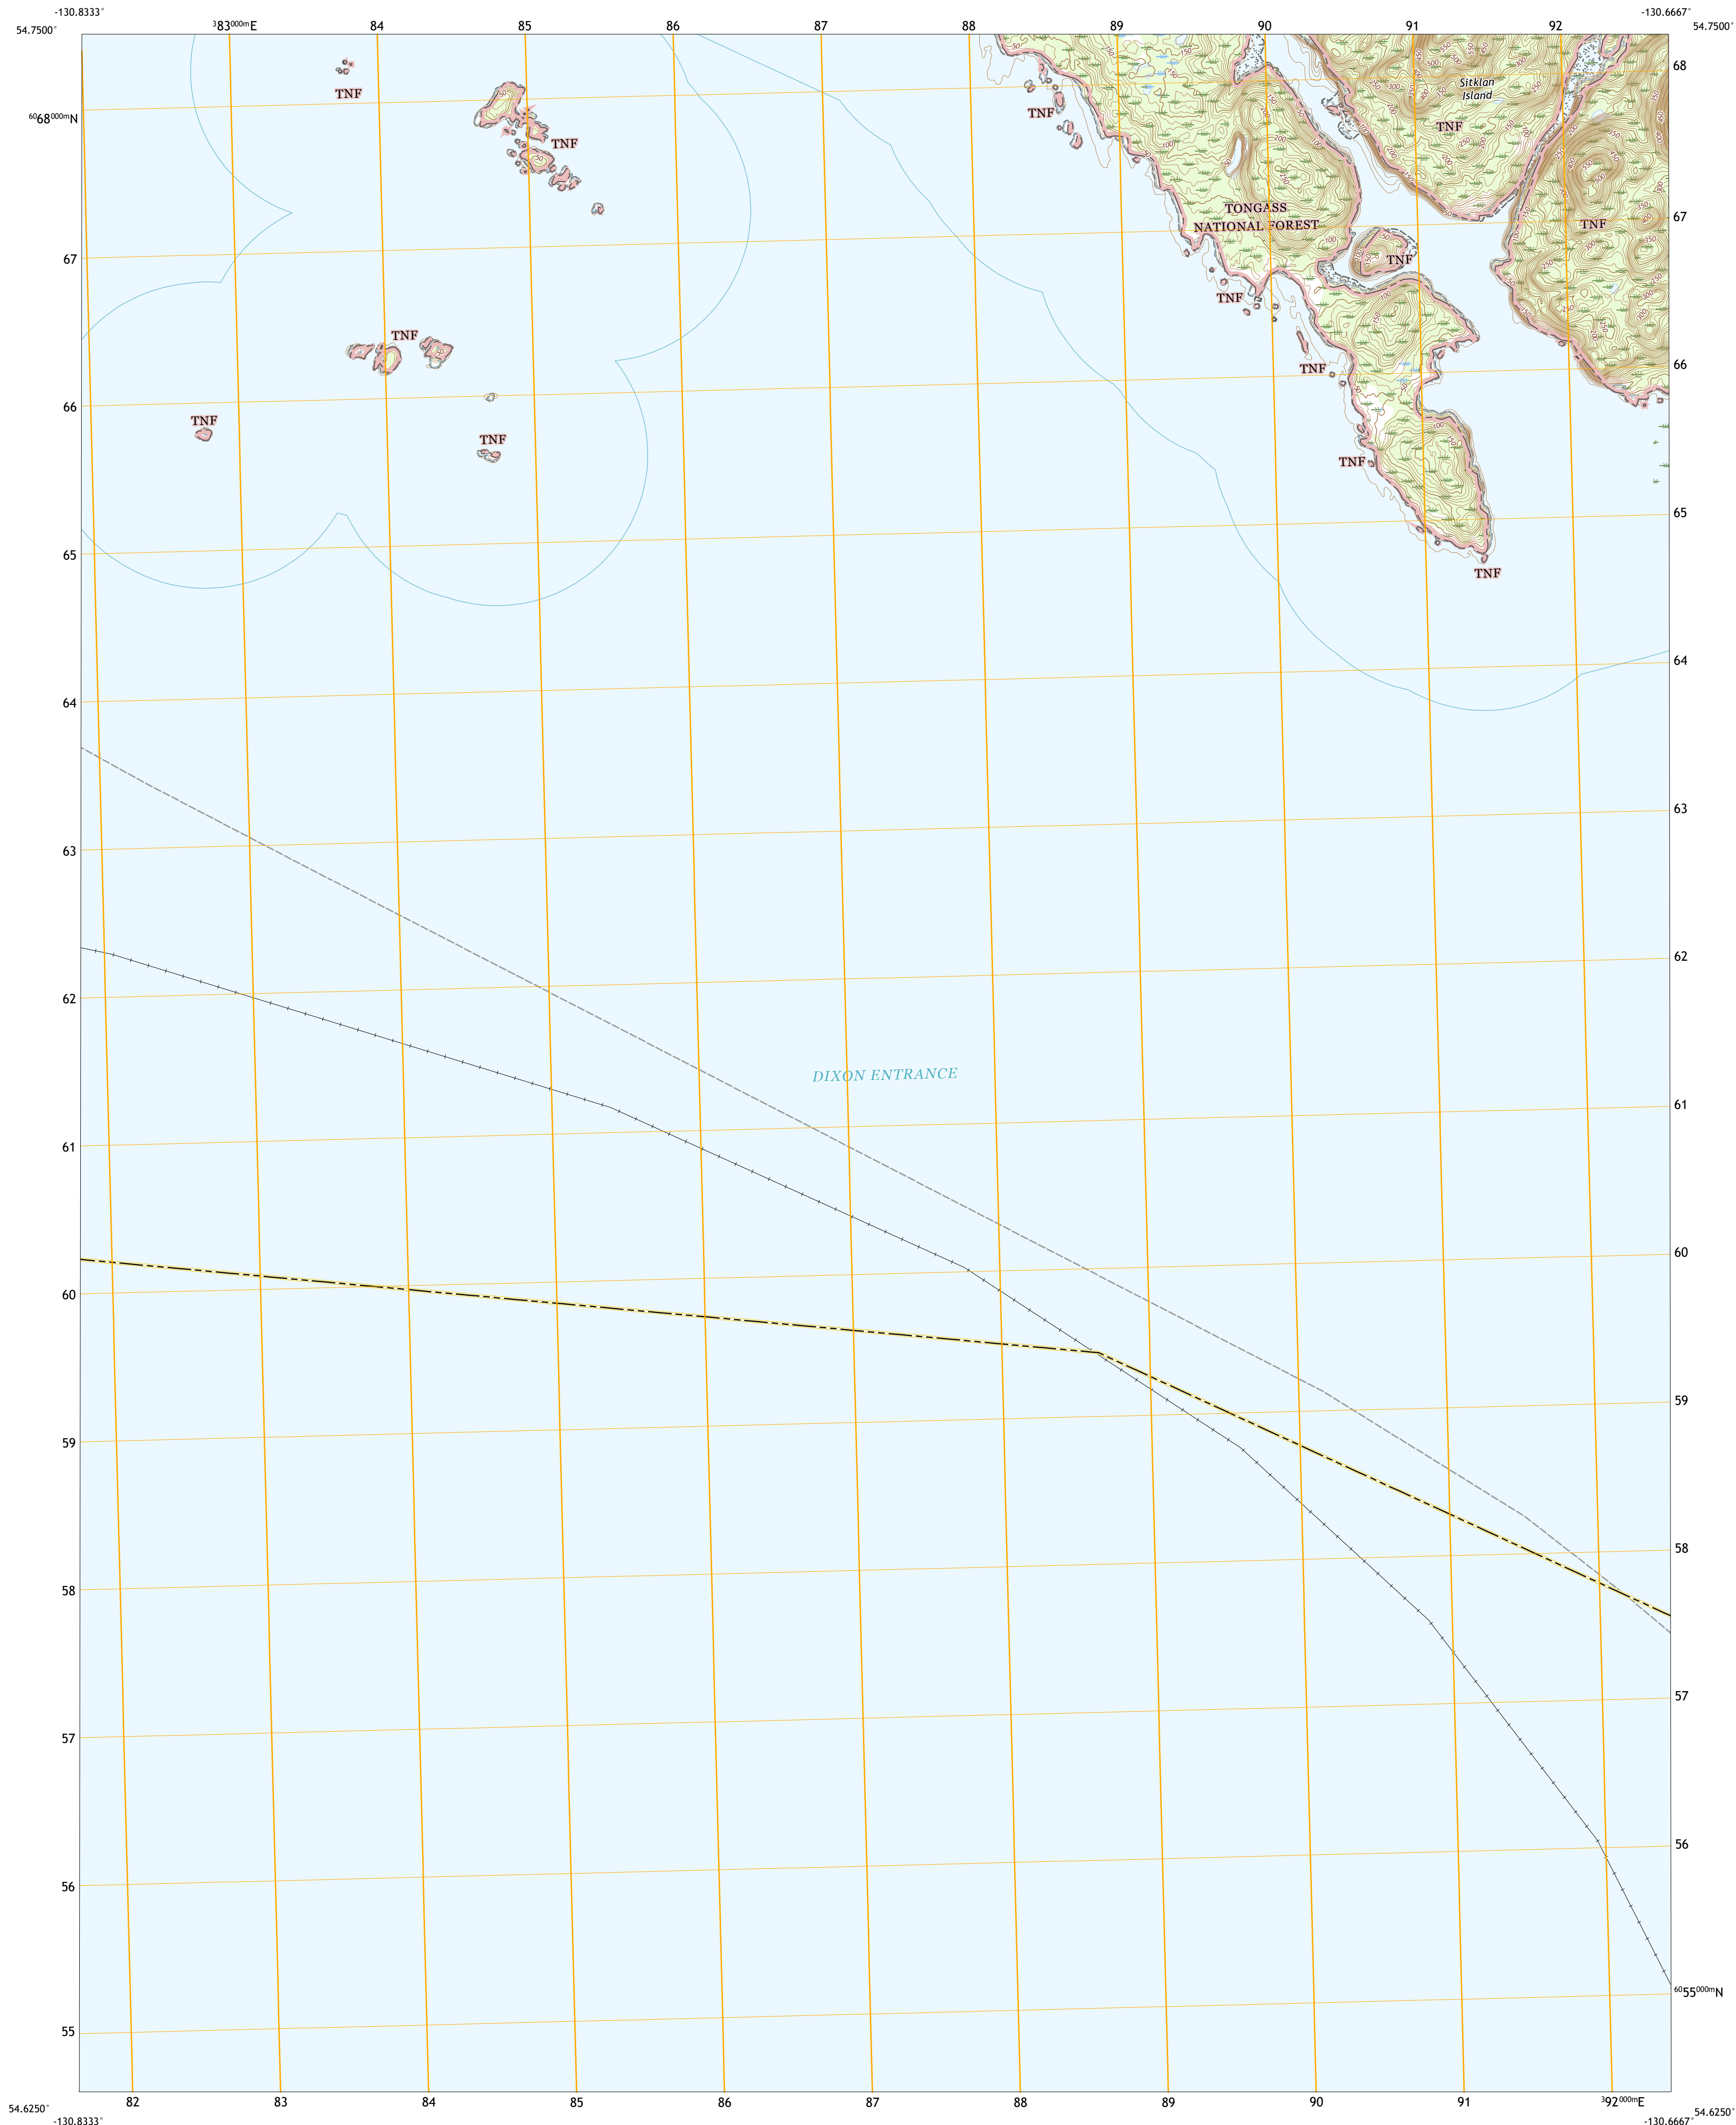 -130.8333°
-130.6667°
54.7500°
³83⁰⁰⁰ᵐE
84
85
86
87
88
89
90
91
92
54.7500°
TNF
TNF
TNF
Sitklan
Island
TNF
68
⁶⁰68⁰⁰⁰ᵐN
TONGASS
NATIONAL FOREST
TNF
67
67
TNF
TNF
TNF
TNF
66
66
TNF
TNF
TNF
65
65
TNF
64
64
63
63
62
62
DIXON ENTRANCE
61
61
60
60
59
59
58
58
57
57
56
56
⁶⁰55⁰⁰⁰ᵐN
55
82
83
84
85
86
87
88
89
90
91
³92⁰⁰⁰ᵐE
54.6250°
54.6250°
-130.8333°
-130.6667°